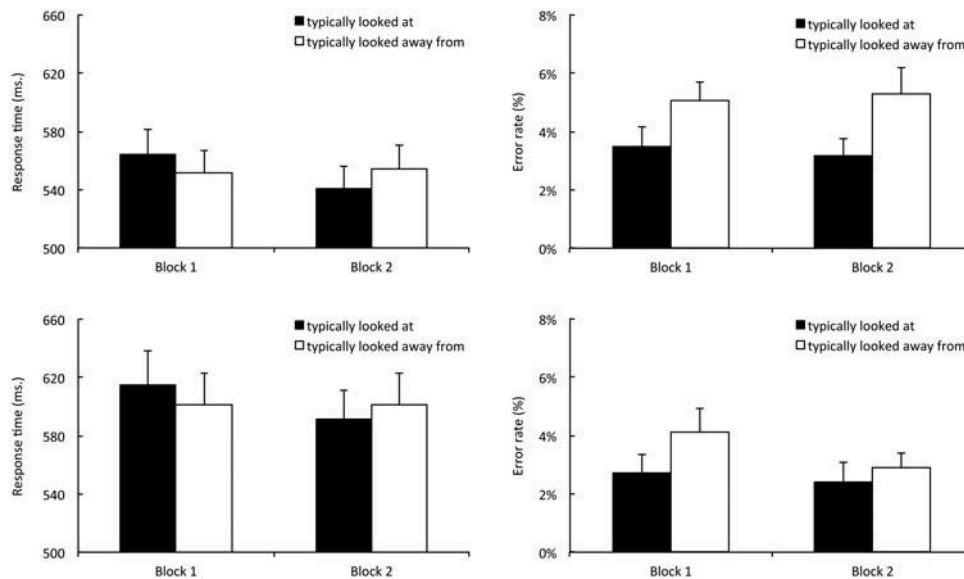 660
620
580
540
500
Response time (ms.)
typically looked at
typically looked away from
Block 1
Block 2
8%
6%
4%
2%
0%
Error rate (%)
typically looked at
typically looked away from
Block 1
Block 2
660
620
580
540
500
Response time (ms.)
typically looked at
typically looked away from
Block 1
Block 2
8%
6%
4%
2%
0%
Error rate (%)
typically looked at
typically looked away from
Block 1
Block 2